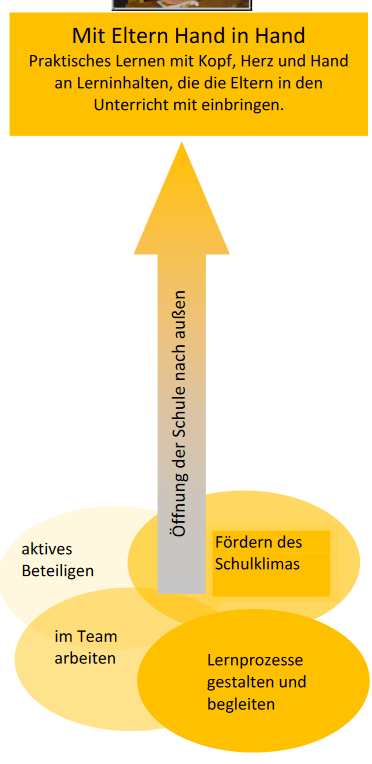 Mit Eltern Hand in Hand
Praktisches Lernen mit Kopf, Herz und Hand
an Lerninhalten, die die Eltern in den
Unterricht mit einbringen.
Öffnung der Schule nach außen
aktives
Beteiligen
Fördern des
Schulklimas
im Team
arbeiten
Lernprozesse
gestalten und
begleiten